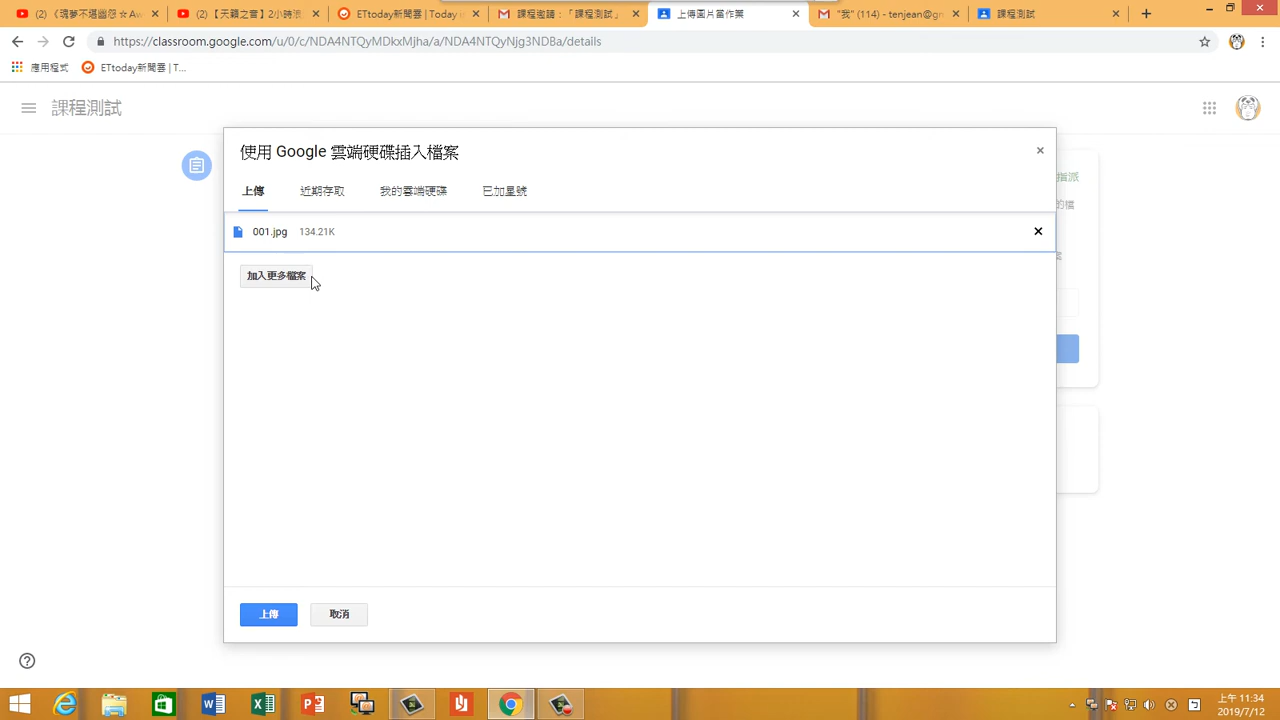 (2)《魂夢不堪幽怨☆Aw
(2)【天籟之音】2小時浪
ETtoday新聞雲 | Today
課程邀請：「課程測試」
上傳圖片當作業
"我" (114) - tenjean@gn
課程測試
https://classroom.google.com/u/0/c/NDA4NTQyMDkxMjha/a/NDA4NTQyNjg3NDBa/details
應用程式
ETtoday新聞雲 | T...
課程測試
使用 Google 雲端硬碟插入檔案
上傳
近期存取
我的雲端硬碟
已加星號
指派
的檔
001.jpg
134.21K
加入更多檔案
上傳
取消
上午 11:34
2019/7/12